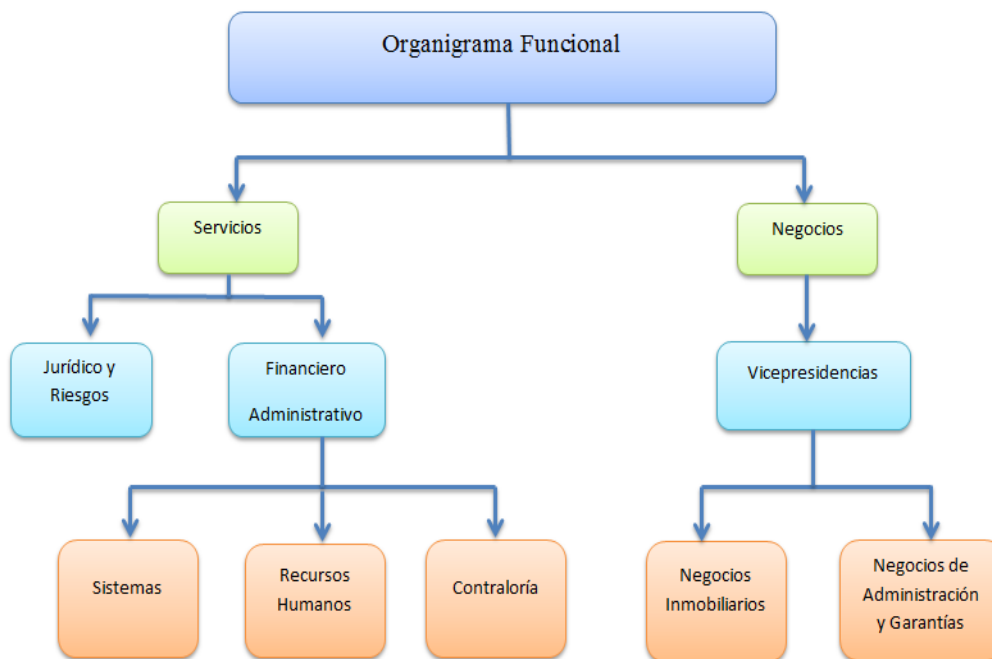 Organigrama Funcional
Servicios
Negocios
Jurídico y
Riesgos
Financiero
Administrativo
Vicepresidencias
Sistemas
Recursos
Humanos
Contraloría
Negocios
Inmobiliarios
Negocios de
Administración
y Garantías